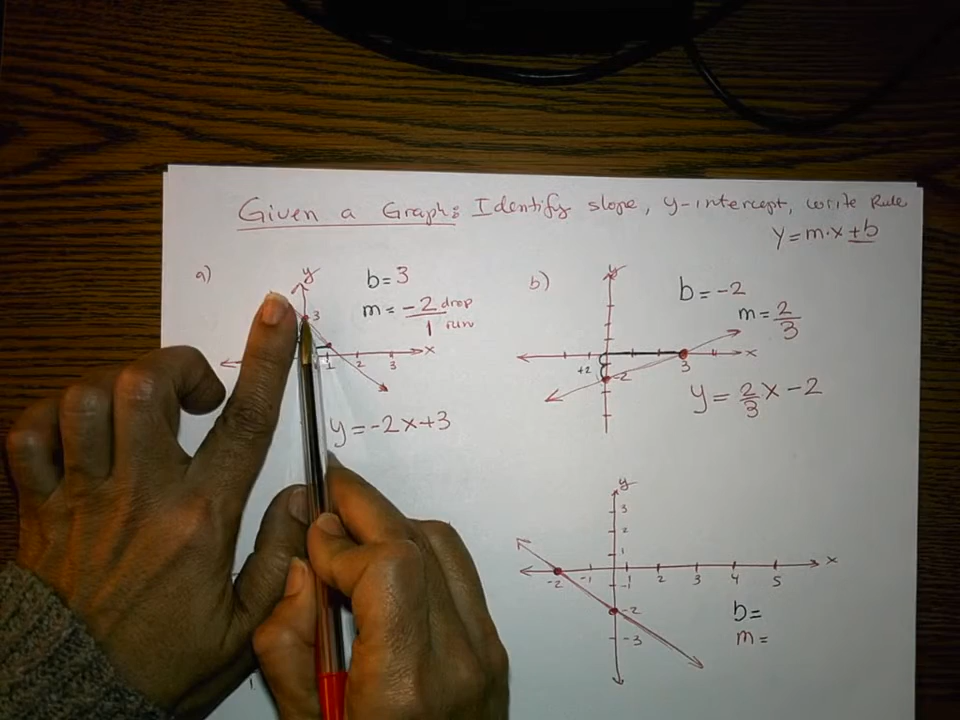 Given a Graph: Identify slope, y-intercept, write Rule
y = m·x + b
a)
y
b = 3
m = -2 drop
1 run
3
1 2 3 x
y = -2x + 3
b)
y
b = -2
m = 2/3
x
3
+2
-2
y = 2/3 x - 2
y
3
2
1
-2 -1 1 2 3 4 5 x
-1
-2
-3
b =
m =